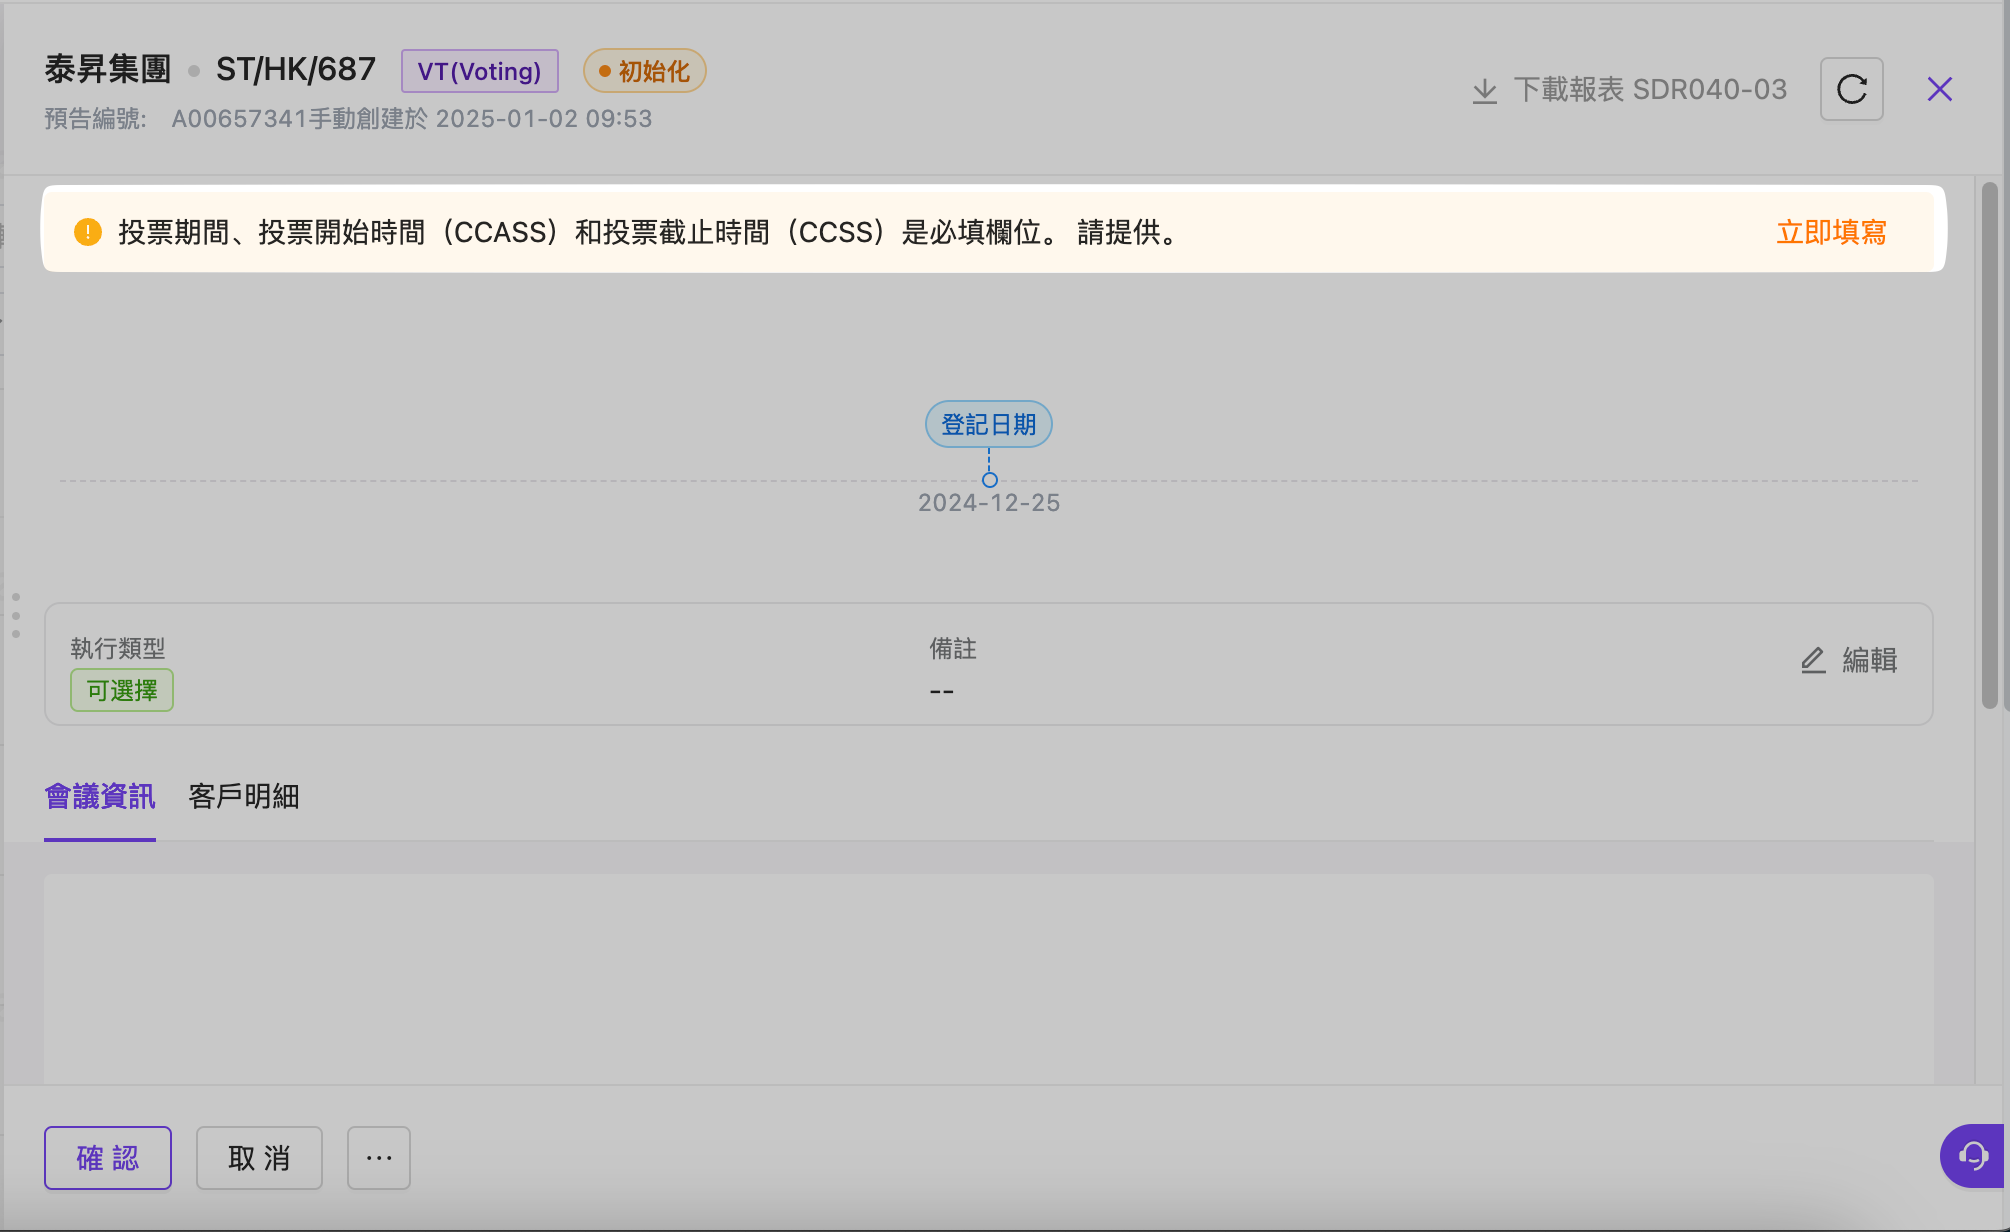 泰昇集團 ST/HK/687 VT(Voting) 初始化
預告編號: A00657341手動創建於 2025-01-02 09:53
下載報表 SDR040-03
投票期間、投票開始時間（CCASS）和投票截止時間（CCSS）是必填欄位。 請提供。 立即填寫
登記日期
2024-12-25
執行類型 備註
可選擇 --
編輯
會議資訊 客戶明細
確 認 取 消 ···